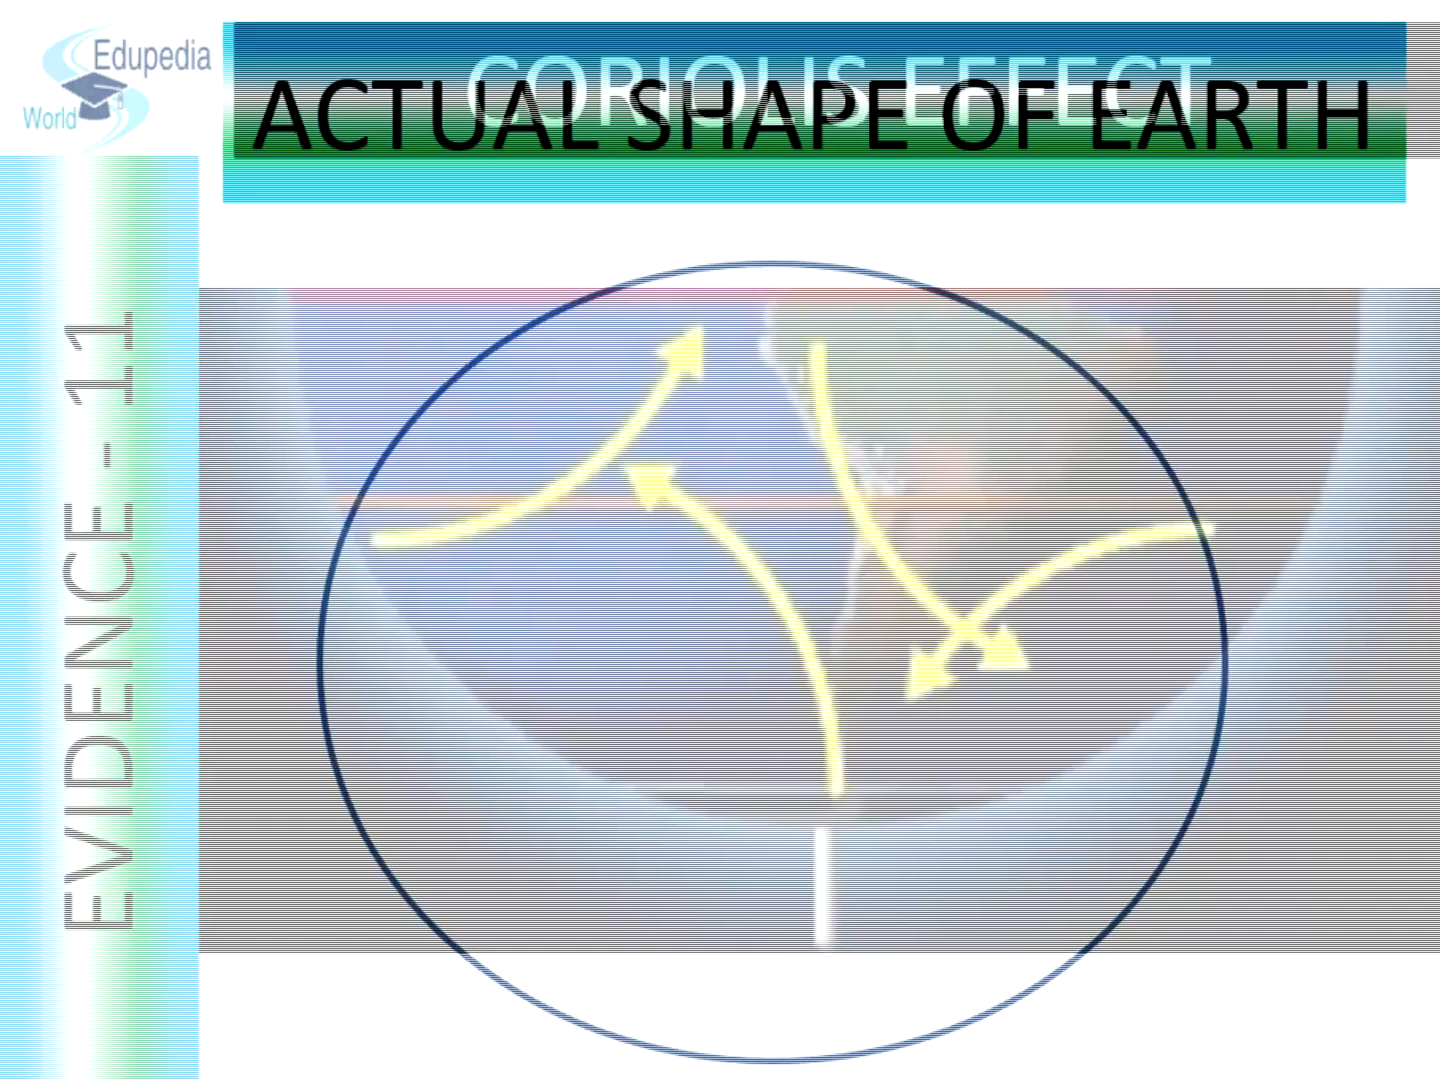 Edupedia
World
CORIOLIS EFFECT
ACTUAL SHAPE OF EARTH
EVIDENCE - 11